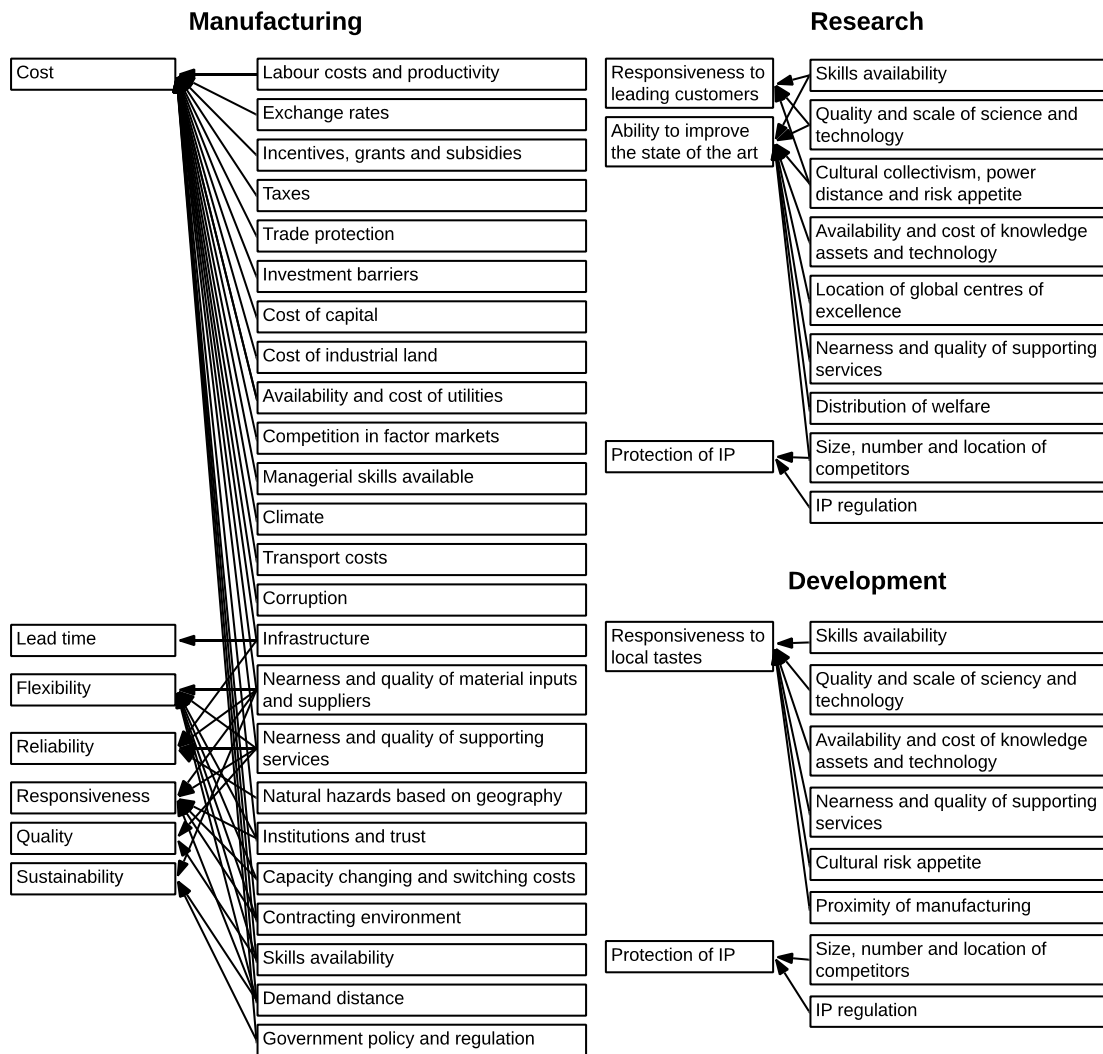 Manufacturing
Cost
Lead time
Flexibility
Reliability
Responsiveness
Quality
Sustainability
Labour costs and productivity
Exchange rates
Incentives, grants and subsidies
Taxes
Trade protection
Investment barriers
Cost of capital
Cost of industrial land
Availability and cost of utilities
Competition in factor markets
Managerial skills available
Climate
Transport costs
Corruption
Infrastructure
Nearness and quality of material inputs
and suppliers
Nearness and quality of supporting
services
Natural hazards based on geography
Institutions and trust
Capacity changing and switching costs
Contracting environment
Skills availability
Demand distance
Government policy and regulation
Research
Responsiveness to
leading customers
Ability to improve
the state of the art
Protection of IP
Skills availability
Quality and scale of science and
technology
Cultural collectivism, power
distance and risk appetite
Availability and cost of knowledge
assets and technology
Location of global centres of
excellence
Nearness and quality of supporting
services
Distribution of welfare
Size, number and location of
competitors
IP regulation
Development
Responsiveness to
local tastes
Protection of IP
Skills availability
Quality and scale of sciency and
technology
Availability and cost of knowledge
assets and technology
Nearness and quality of supporting
services
Cultural risk appetite
Proximity of manufacturing
Size, number and location of
competitors
IP regulation